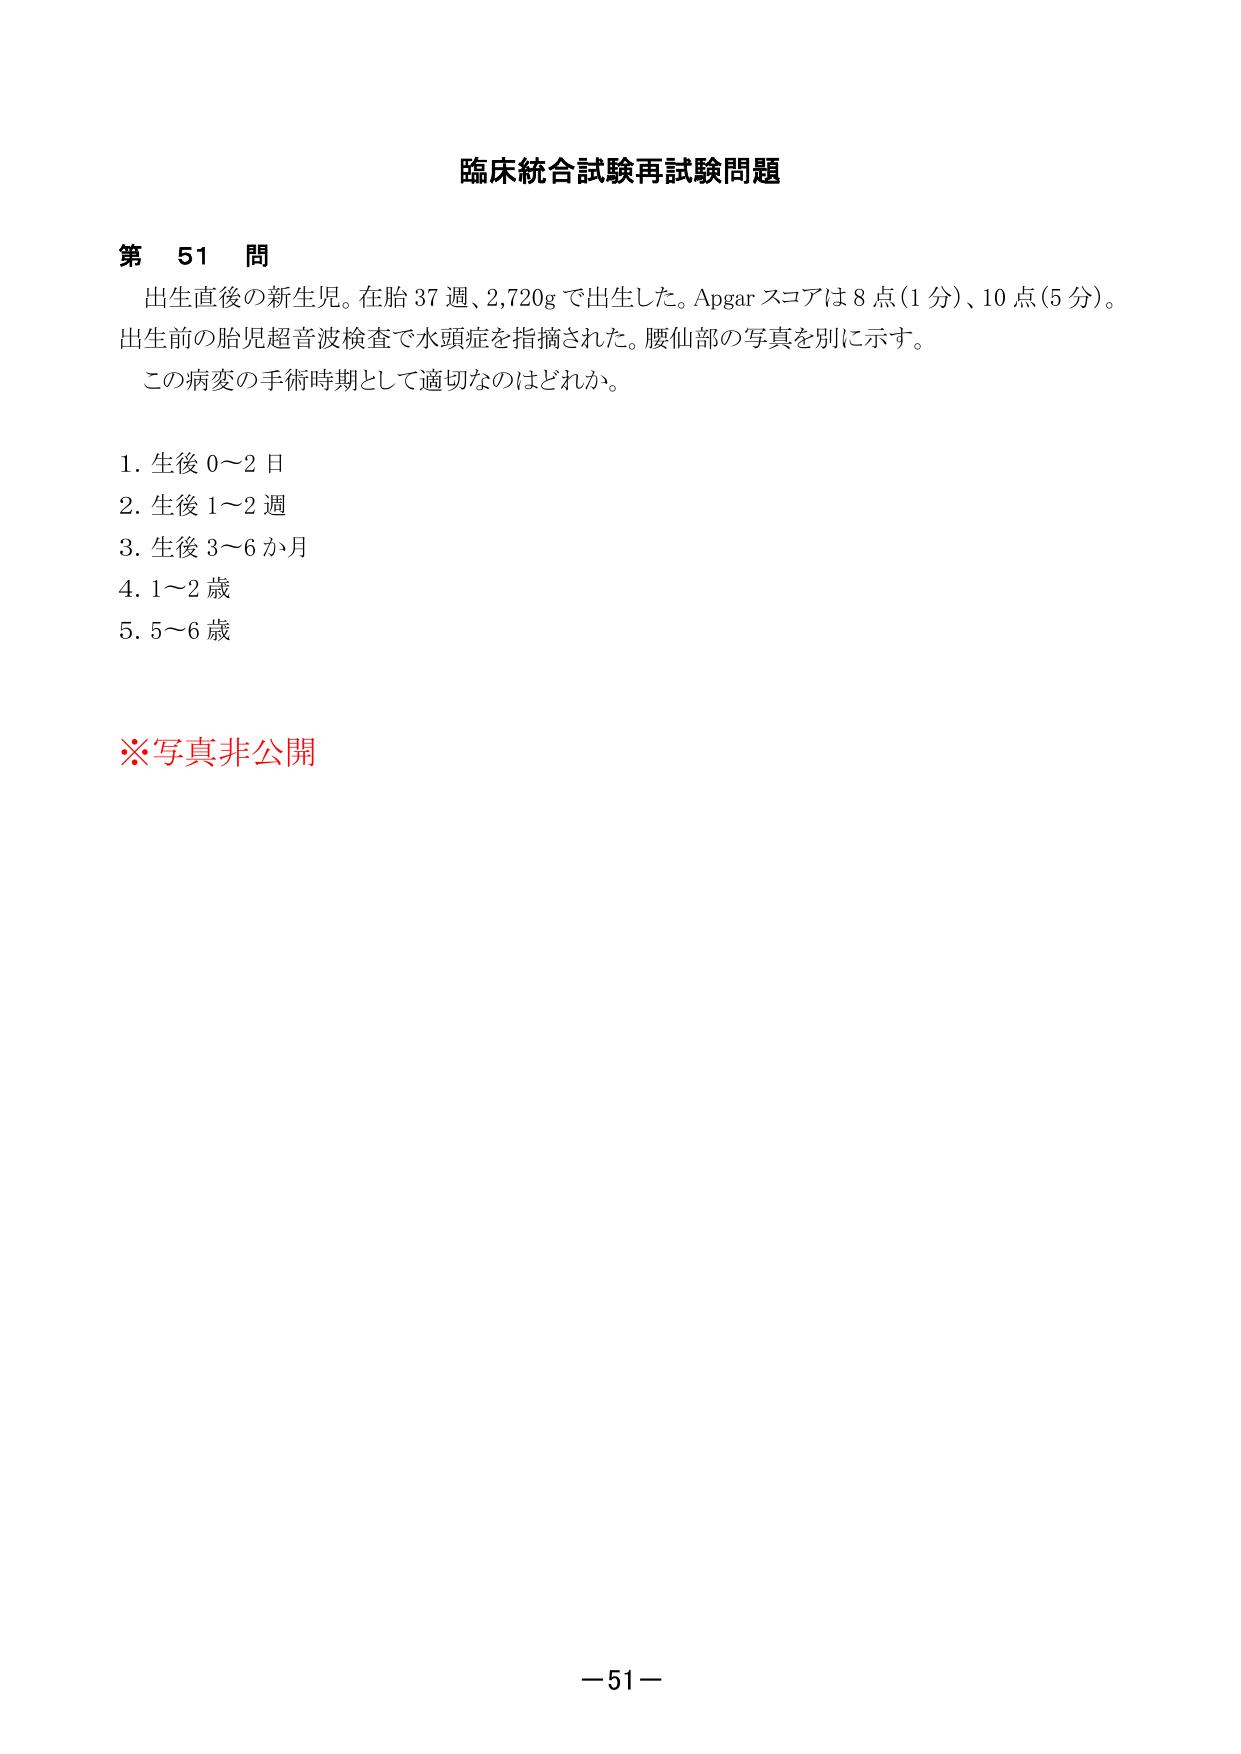 臨床統合試験再試験問題
第 51 問
出生直後の新生児。在胎 37 週、2,720g で出生した。Apgar スコアは 8 点(1 分)、10 点(5 分)。
出生前の胎児超音波検査で水頭症を指摘された。腰仙部の写真を別に示す。
この病変の手術時期として適切なのはどれか。
1. 生後 0～2 日
2. 生後 1～2 週
3. 生後 3～6 か月
4. 1～2 歳
5. 5～6 歳
※写真非公開
－51－